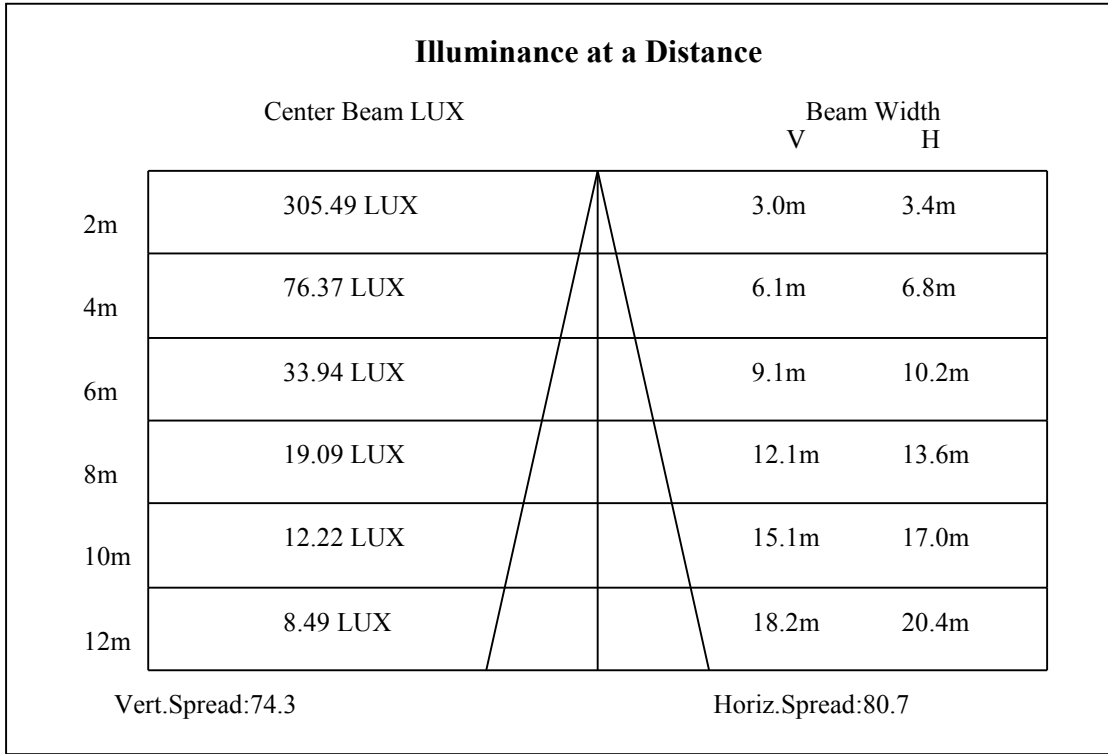 Illuminance at a Distance
Center Beam LUX Beam Width
V H
2m 305.49 LUX 3.0m 3.4m
4m 76.37 LUX 6.1m 6.8m
6m 33.94 LUX 9.1m 10.2m
8m 19.09 LUX 12.1m 13.6m
10m 12.22 LUX 15.1m 17.0m
12m 8.49 LUX 18.2m 20.4m
Vert.Spread:74.3 Horiz.Spread:80.7